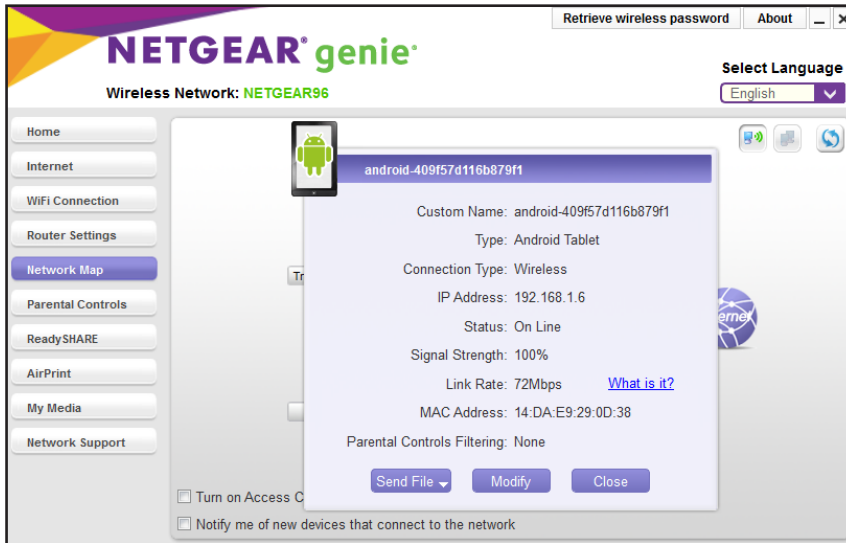 Retrieve wireless password About
NETGEAR® genie®
Select Language
Wireless Network: NETGEAR96
English
Home
Internet
WiFi Connection
Router Settings
Network Map
Parental Controls
ReadySHARE
AirPrint
My Media
Network Support
android-409f57d116b879f1
Custom Name: android-409f57d116b879f1
Type: Android Tablet
Connection Type: Wireless
IP Address: 192.168.1.6
Status: On Line
Signal Strength: 100%
Link Rate: 72Mbps What is it?
MAC Address: 14:DA:E9:29:0D:38
Parental Controls Filtering: None
Send File Modify Close
Turn on Access C
Notify me of new devices that connect to the network